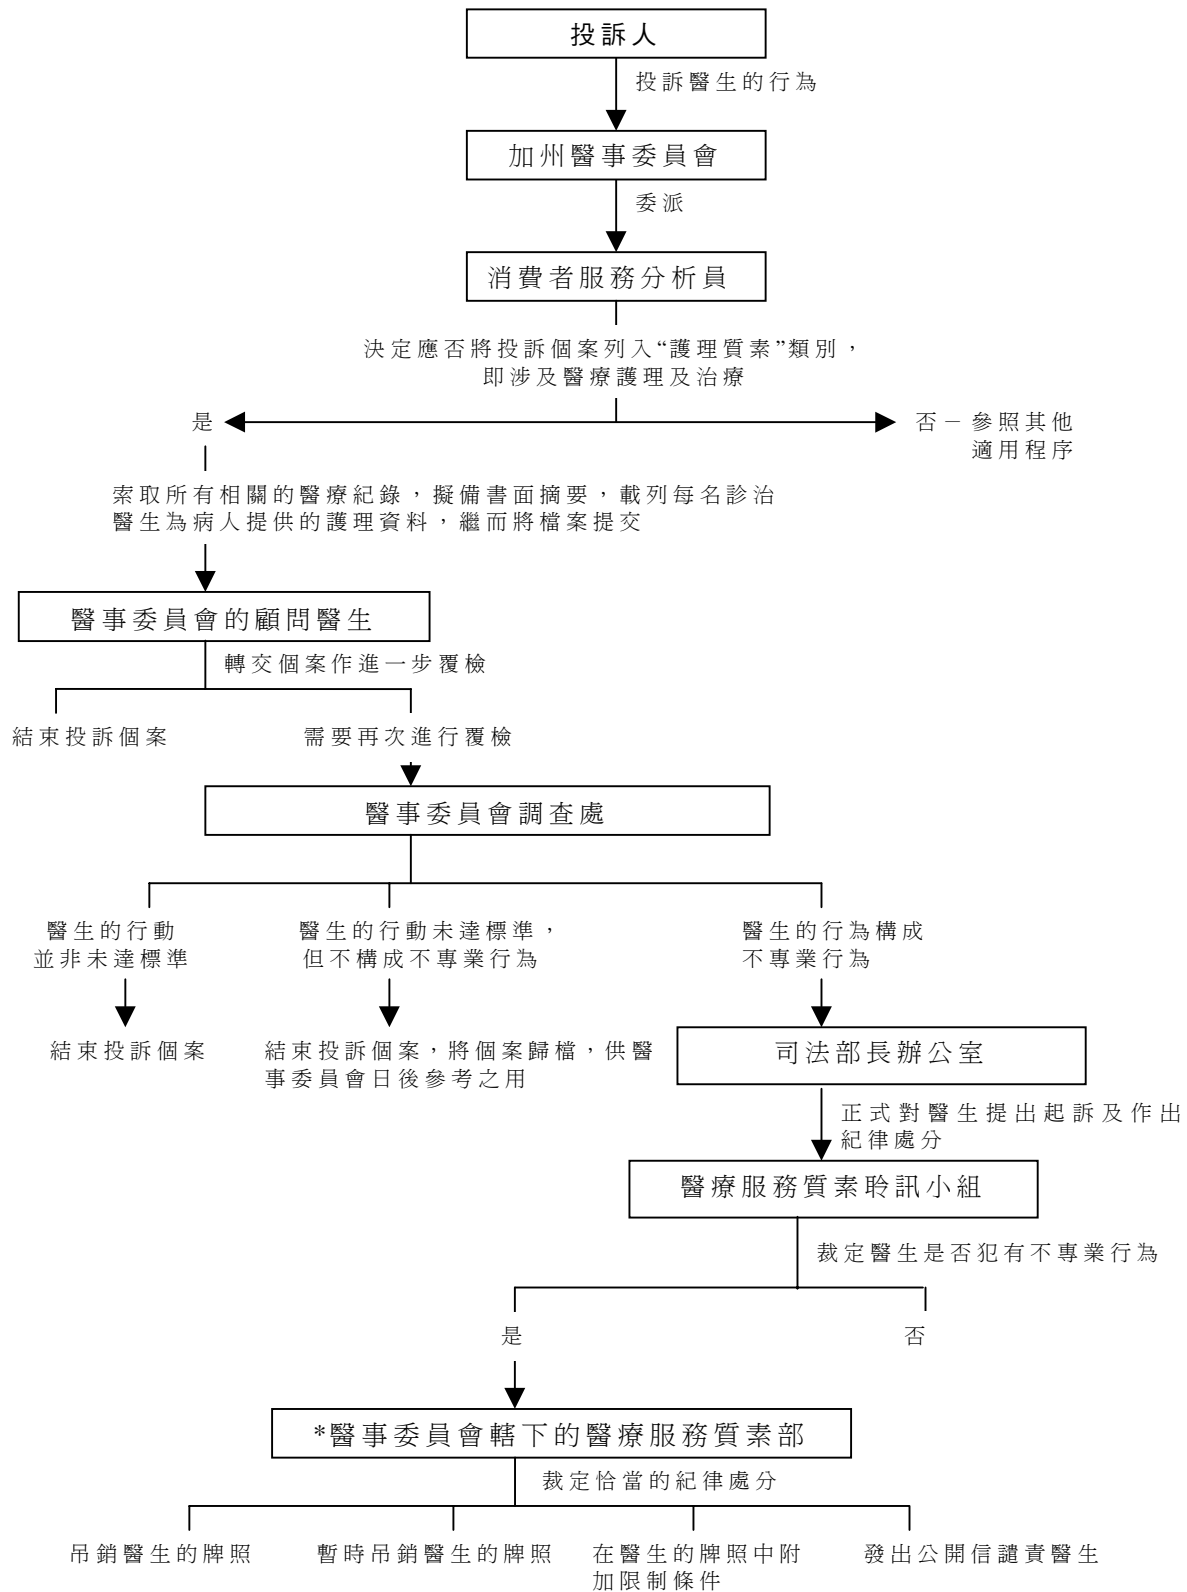 投訴人
投訴醫生的行為
加州醫事委員會
委派
消費者服務分析員
決定應否將投訴個案列入“護理質素”類別，
即涉及醫療護理及治療
是
否－參照其他
適用程序
索取所有相關的醫療紀錄，擬備書面摘要，載列每名診治
醫生為病人提供的護理資料，繼而將檔案提交
醫事委員會的顧問醫生
轉交個案作進一步覆檢
結束投訴個案
需要再次進行覆檢
醫事委員會調查處
醫生的行動
並非未達標準
醫生的行動未達標準，
但不構成不專業行為
醫生的行為構成
不專業行為
結束投訴個案
結束投訴個案，將個案歸檔，供醫
事委員會日後參考之用
司法部長辦公室
正式對醫生提出起訴及作出
紀律處分
醫療服務質素聆訊小組
裁定醫生是否犯有不專業行為
是
否
*醫事委員會轄下的醫療服務質素部
裁定恰當的紀律處分
吊銷醫生的牌照
暫時吊銷醫生的牌照
在醫生的牌照中附
加限制條件
發出公開信譴責醫生